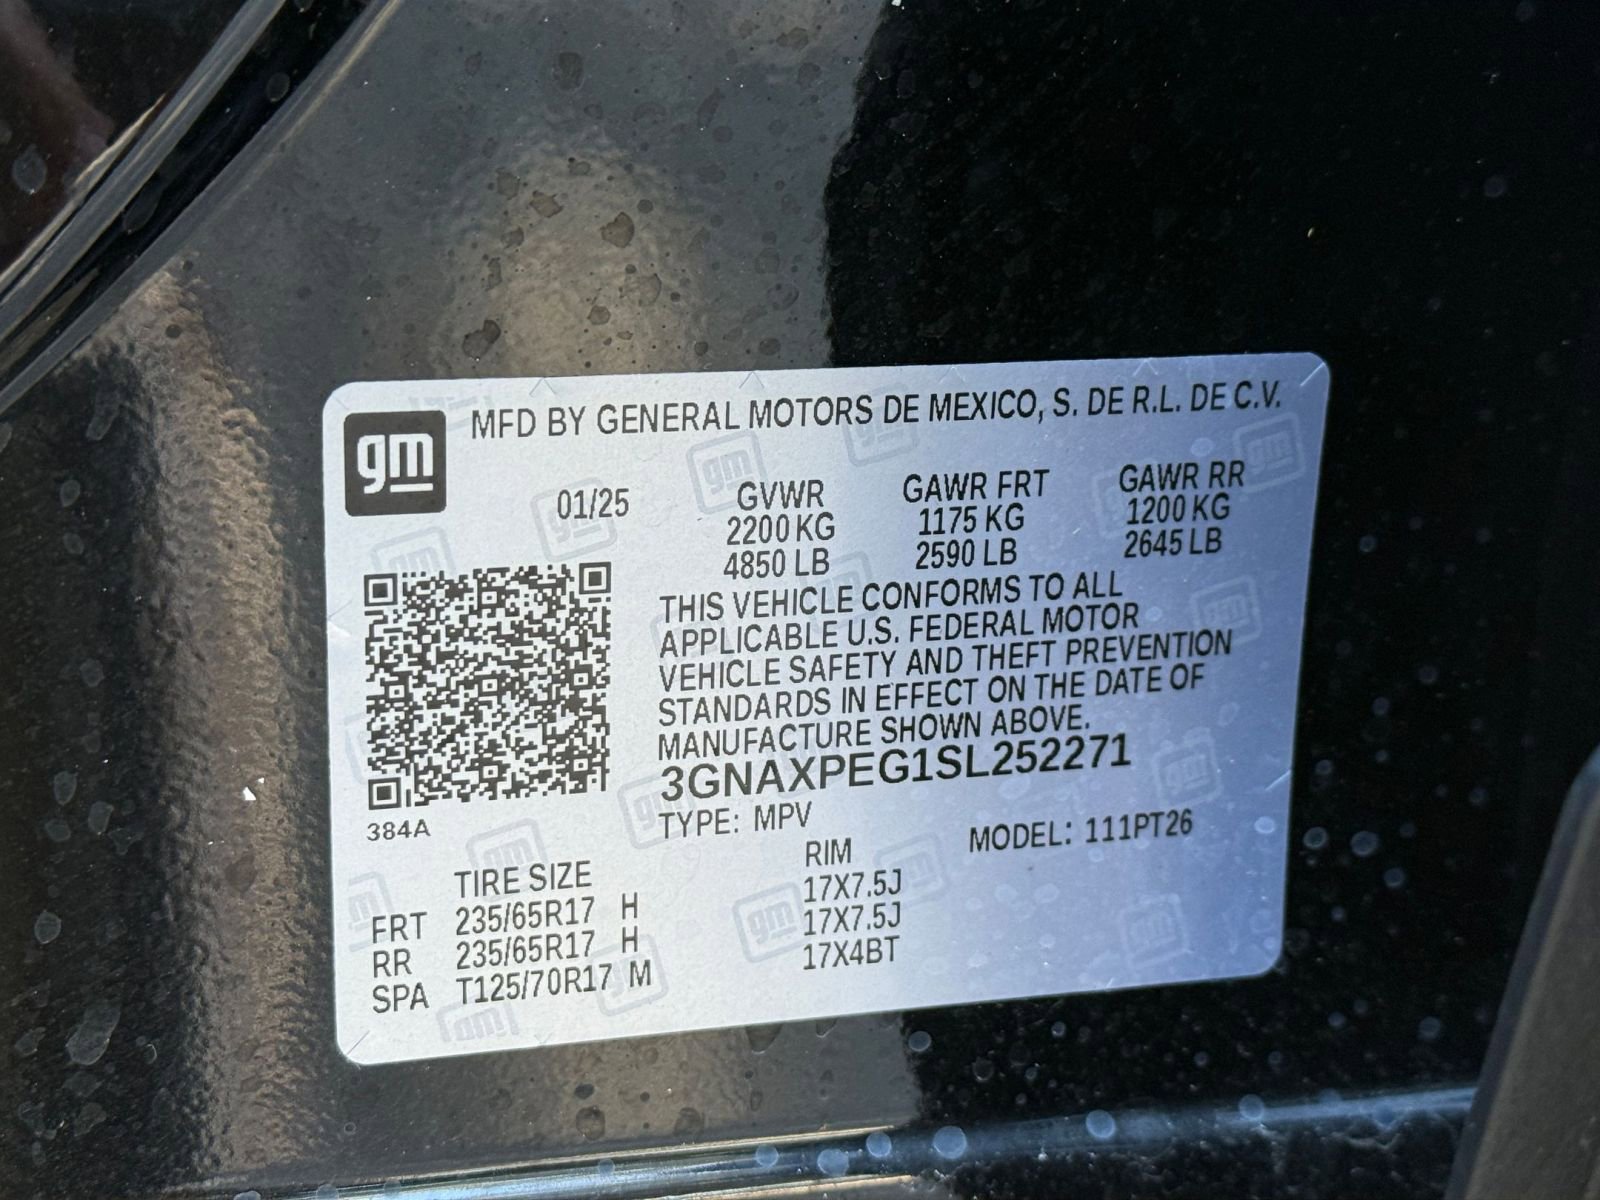 gm
MFD BY GENERAL MOTORS DE MEXICO, S. DE R.L. DE C.V.
01/25 GVWR GAWR FRT GAWR RR
2200 KG 1175 KG 1200 KG
4850 LB 2590 LB 2645 LB
THIS VEHICLE CONFORMS TO ALL
APPLICABLE U.S. FEDERAL MOTOR
VEHICLE SAFETY AND THEFT PREVENTION
STANDARDS IN EFFECT ON THE DATE OF
MANUFACTURE SHOWN ABOVE.
3GNAXPEG1SL252271
384A
TYPE: MPV MODEL: 111PT26
TIRE SIZE RIM
FRT 235/65R17 H 17X7.5J
RR 235/65R17 H 17X7.5J
SPA T125/70R17 M 17X4BT